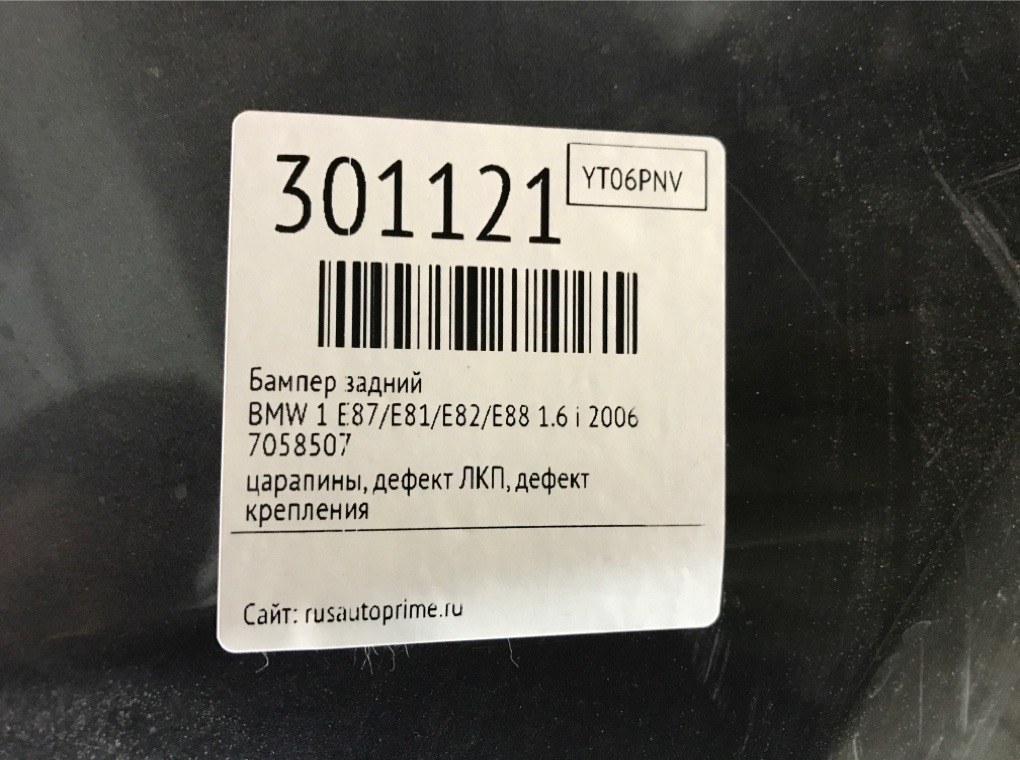 301121
YT06PNV
Бампер задний
BMW 1 E87/E81/E82/E88 1.6 i 2006
7058507
царапины, дефект ЛКП, дефект
крепления
Сайт: rusautoprime.ru